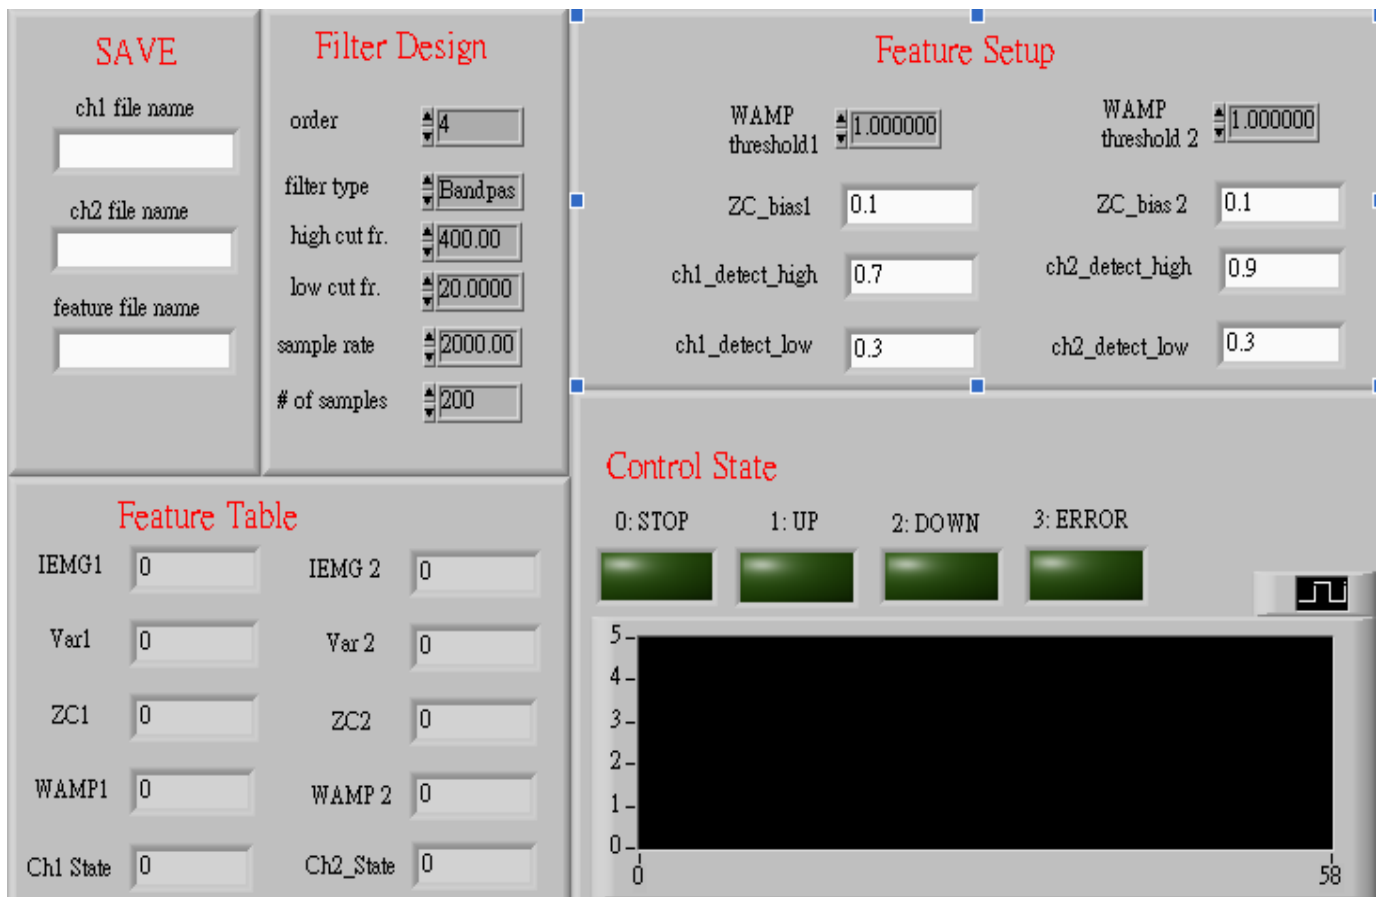 SAVE
ch1 file name
ch2 file name
feature file name
Filter Design
order 4
filter type Bandpas
high cut fr. 400.00
low cut fr. 20.0000
sample rate 2000.00
# of samples 200
Feature Setup
WAMP
threshold1 1.000000
WAMP
threshold 2 1.000000
ZC_bias1 0.1
ZC_bias 2 0.1
ch1_detect_high 0.7
ch2_detect_high 0.9
ch1_detect_low 0.3
ch2_detect_low 0.3
Feature Table
IEMG1 0
IEMG 2 0
Var1 0
Var 2 0
ZC1 0
ZC2 0
WAMP1 0
WAMP 2 0
Ch1 State 0
Ch2_State 0
Control State
0: STOP
1: UP
2: DOWN
3: ERROR
5
4
3
2
1
0
0
58